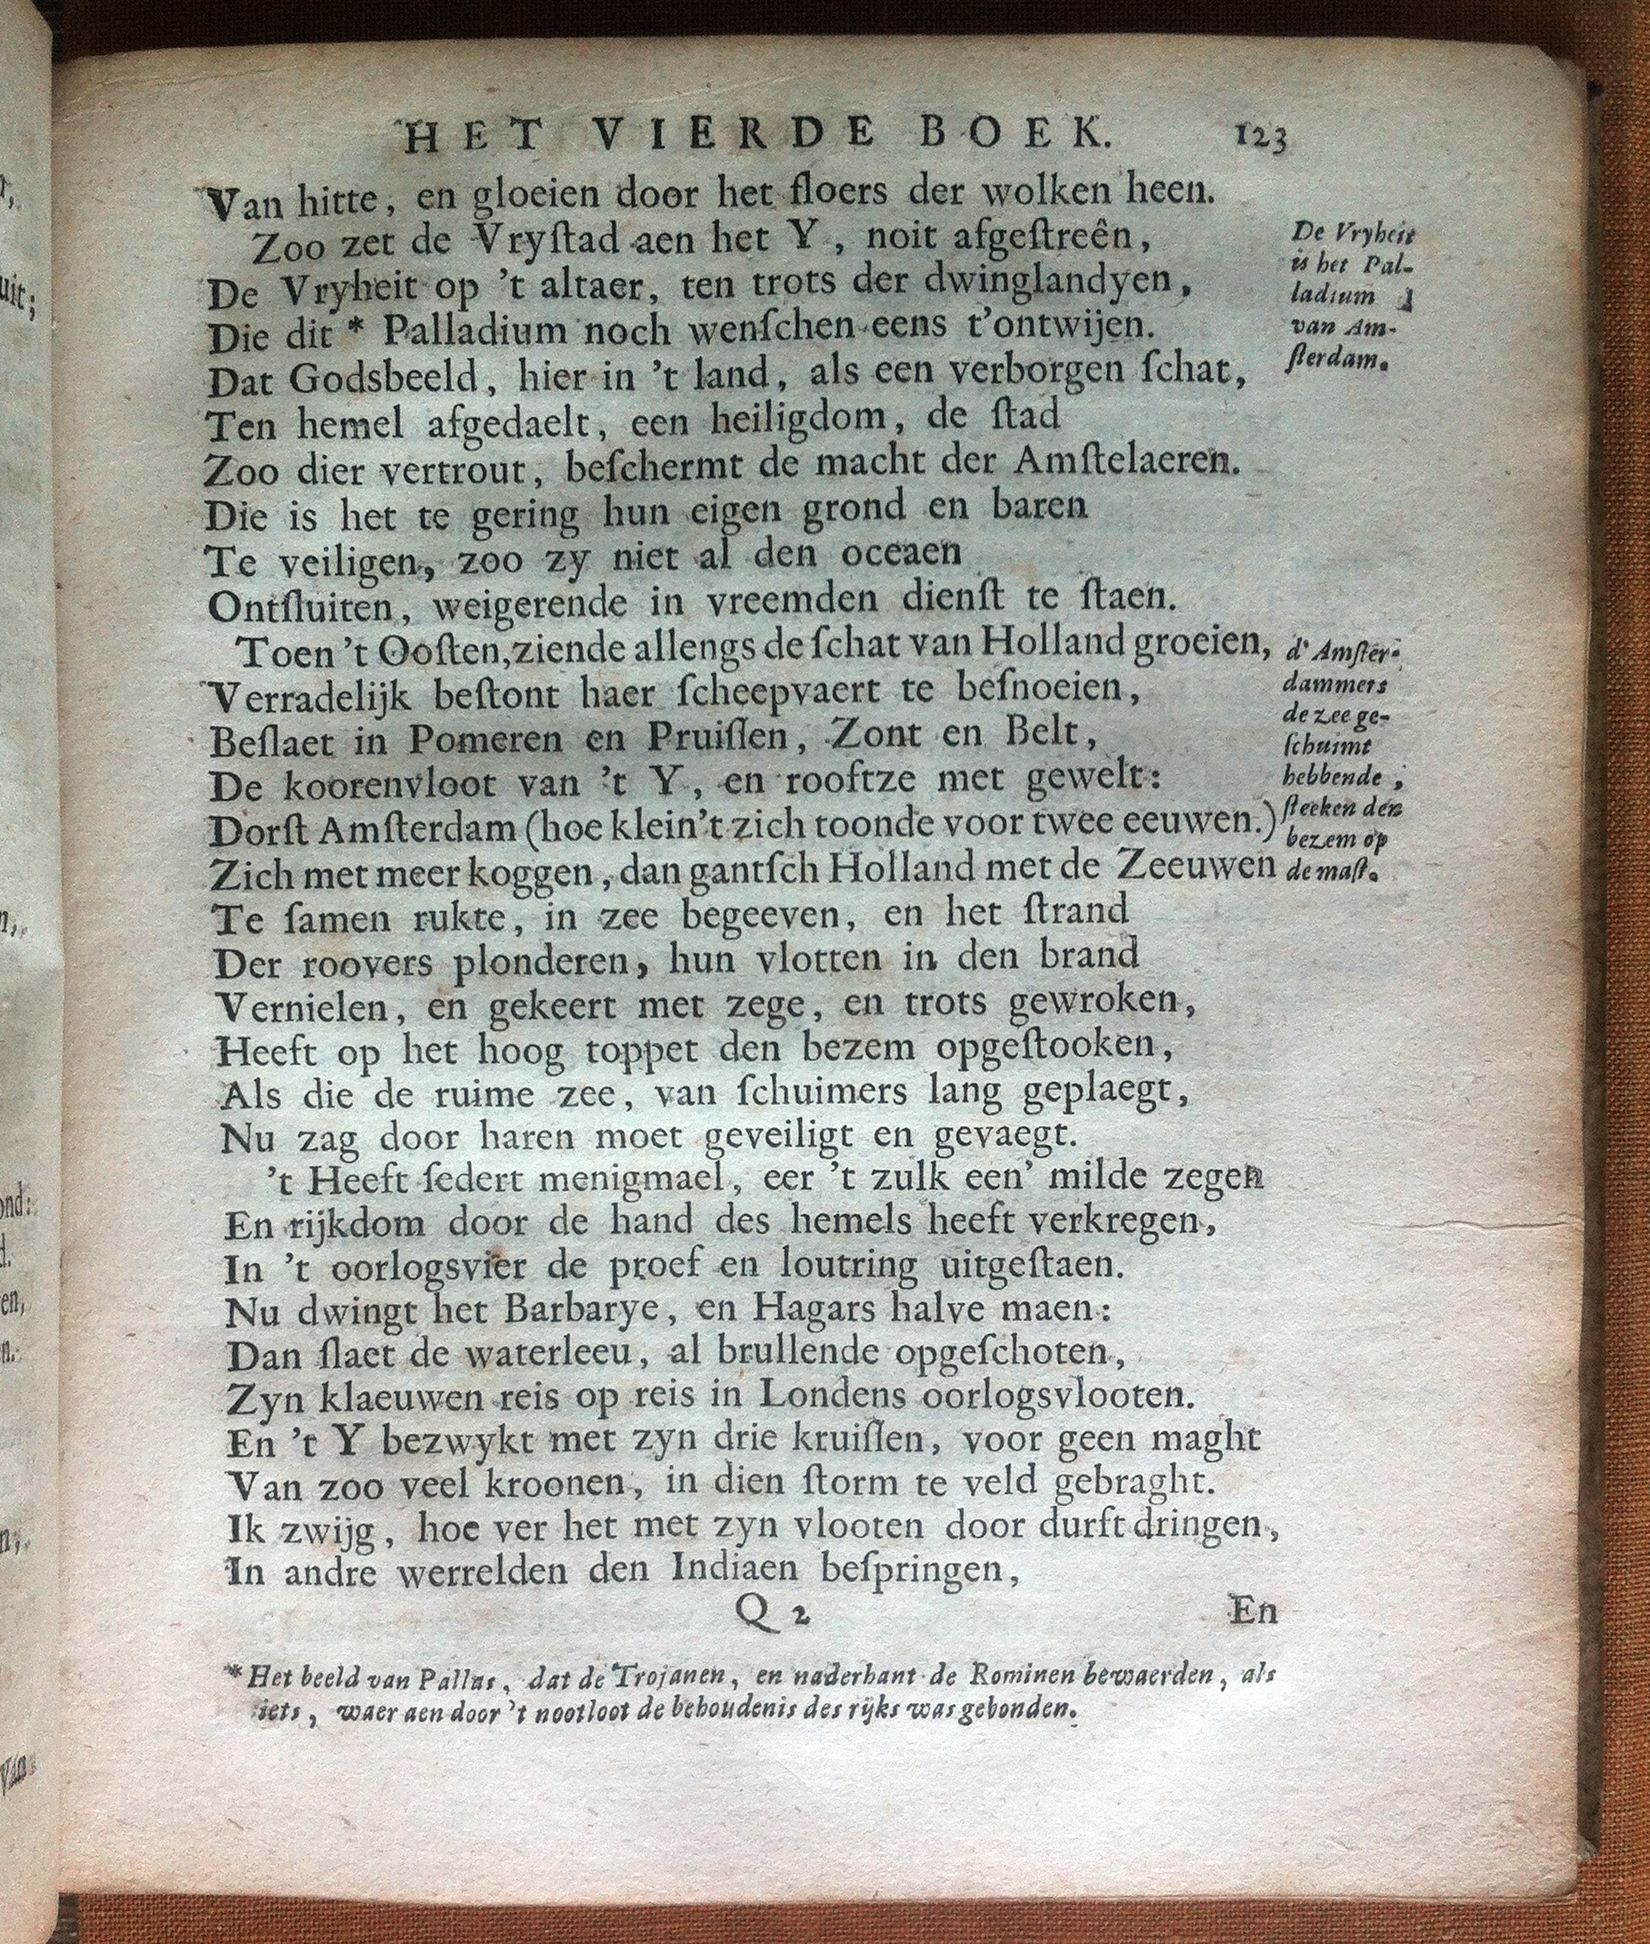 HET VIERDE BOEK. 123
Van hitte, en gloeien door het floers der wolken heen.
Zoo zet de Vryſtad aen het Y, noit afgeſtreên,
De Vryheit op 't altaer, ten trots der dwinglandyen,
Die dit * Palladium noch wenſchen eens t'ontwijen.
Dat Godsbeeld, hier in 't land, als een verborgen ſchat,
Ten hemel afgedaelt, een heiligdom, de ſtad
Zoo dier vertrout, beſchermt de macht der Amſtelaeren.
Die is het te gering hun eigen grond en baren
Te veiligen, zoo zy niet al den oceaen
Ontſluiten, weigerende in vreemden dienſt te ſtaen.
Toen 't Ooſten, ziende allengs de ſchat van Holland groeien,
Verradelijk beſtont haer ſcheepvaert te beſnoeien,
Beſlaet in Pomeren en Pruiſſen, Zont en Belt,
De koorenvloot van 't Y, en rooftze met gewelt:
Dorſt Amſterdam (hoe klein 't zich toonde voor twee eeuwen.)
Zich met meer koggen, dan gantſch Holland met de Zeeuwen
Te ſamen rukte, in zee begeeven, en het ſtrand
Der roovers plonderen, hun vlotten in den brand
Vernielen, en gekeert met zege, en trots gewroken,
Heeft op het hoog toppet den bezem opgeſtooken,
Als die de ruime zee, van ſchuimers lang geplaegt,
Nu zag door haren moet geveiligt en gevaegt.
't Heeft ſedert menigmael, eer 't zulk een' milde zegen
En rijkdom door de hand des hemels heeft verkregen,
In 't oorlogsvier de proef en loutring uitgeſtaen.
Nu dwingt het Barbarye, en Hagars halve maen:
Dan ſlaet de waterleeu, al brullende opgeſchoten,
Zyn klaeuwen reis op reis in Londens oorlogsvlooten.
En 't Y bezwykt met zyn drie kruiſſen, voor geen maght
Van zoo veel kroonen, in dien ſtorm te veld gebraght.
Ik zwijg, hoe ver het met zyn vlooten door durft dringen,
In andre werrelden den Indiaen beſpringen,
Q 2 En
* Het beeld van Pallas, dat de Trojanen, en naderhant de Rominen bewaerden, als
iets, waer aen door 't nootloot de behoudenis des rijks was gebonden.
De Vryheit
is het Pal-
ladium
van Am-
ſterdam.
d' Amſter-
dammers
de zee ge-
ſchuimt
hebbende,
ſteeken den
bezem op
de maſt.